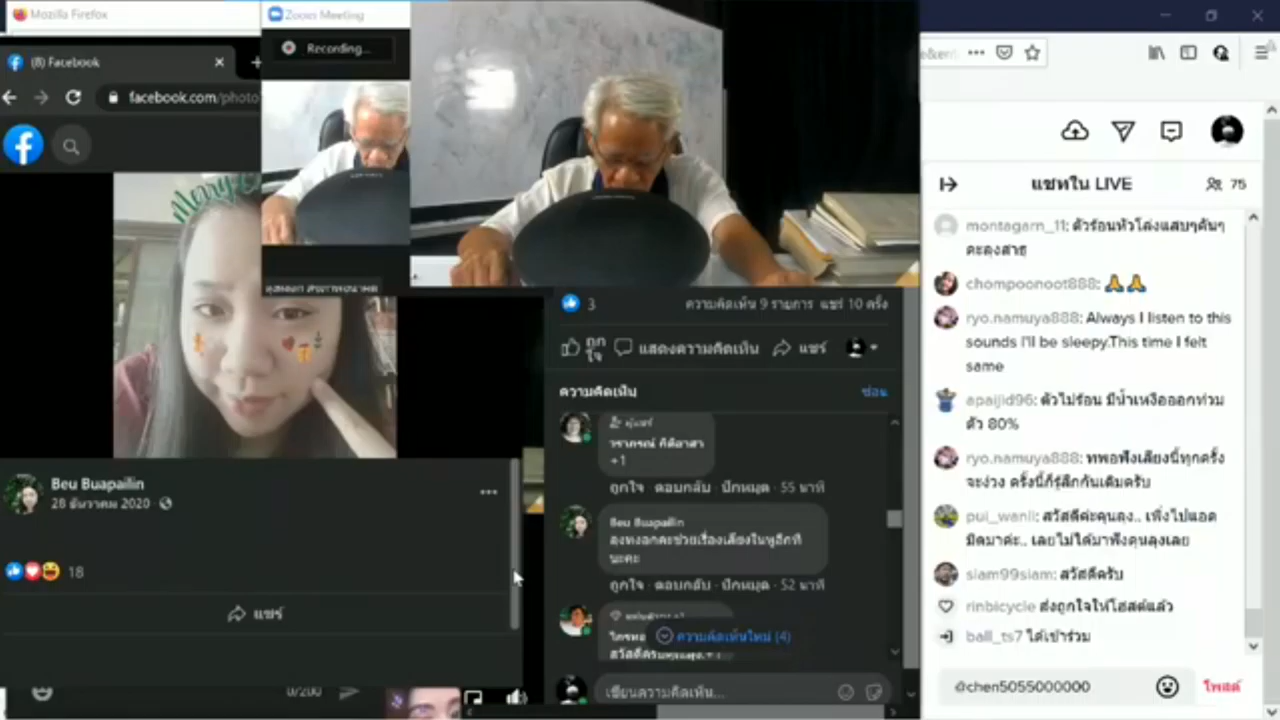 Mozilla Firefox
(8) Facebook
facebook.com/photo
Merry
Beu Buapailin
28 ธันวาคม 2020
18
แชร์
0/200
Zoom Meeting
Recording...
3
ความคิดเห็น 9 รายการ แชร์ 10 ครั้ง
ถูก
ใจ
แสดงความคิดเห็น
แชร์
ความคิดเห็น
ซ่อน
วราภรณ์
+1
ถูกใจ · ตอบกลับ · ปักหมุด · 55 นาที
Beu Buapailin
ลุงทงอกคะช่วยเรื่องเสียงในหูอีกที
นะคะ
ถูกใจ · ตอบกลับ · ปักหมุด · 52 นาที
ความคิดเห็นใหม่ (4)
เขียนความคิดเห็น...
แชทใน LIVE
75
montagarn_11: ตัวร้อนหัวโล่งแสบๆคันๆ
คะลุงสาธุ
chompoonoot888: 🙏🙏
ryo.namuya888: Always I listen to this
sounds I'll be sleepy.This time I felt
same
apaijid96: ตัวไม่ร้อน มีน้ำเหงื่อออกท่วม
ตัว 80%
ryo.namuya888: ทพอฟังเสียงนี้ทุกครั้ง
จะง่วง ครั้งนี้ก็รู้สึกกันเดิมครับ
pui_wanli: สวัสดีค่ะคุณลุง.. เพิ่งไปแอด
มิดมาค่ะ.. เลยไม่ได้มาฟังคุณลุงเลย
siam99siam: สวัสดีครับ
rinbicycle ส่งถูกใจให้โฮสต์แล้ว
ball_ts7 ได้เข้าร่วม
@chen5055000000
โพสต์